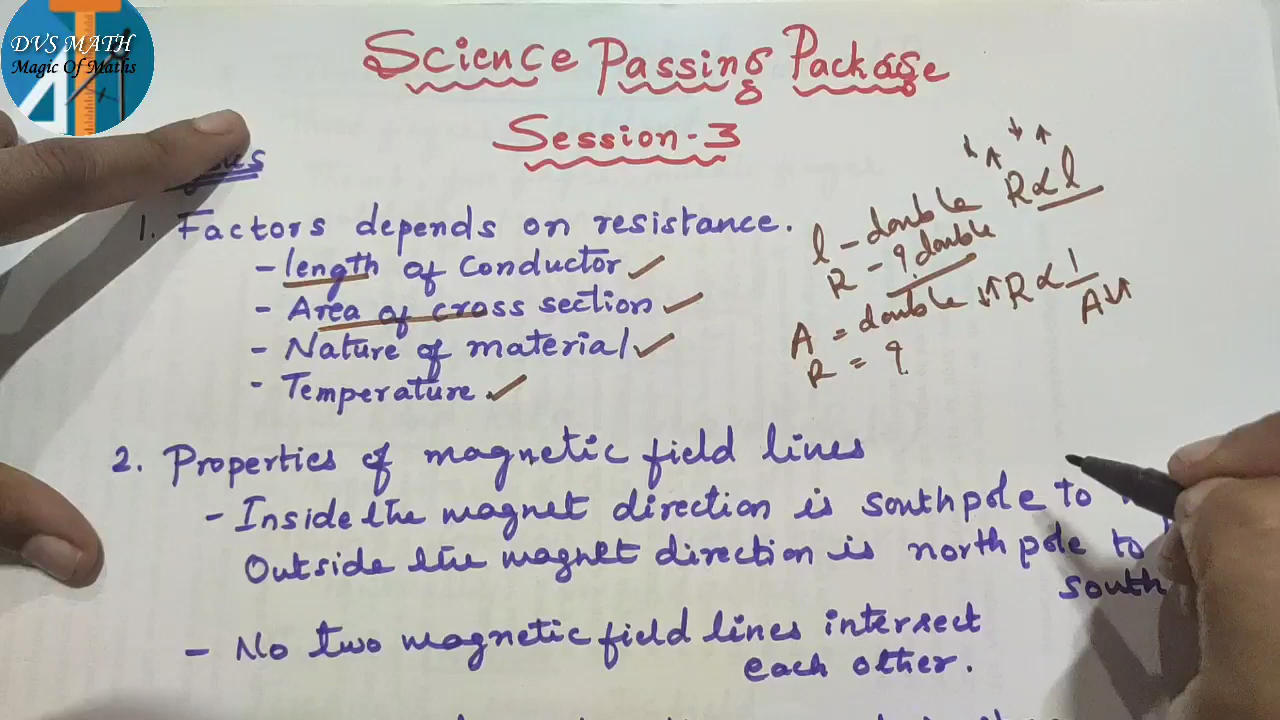 DVS MATH
Magic Of Maths
Science Passing Package
Session-3
1. Factors depends on resistance.
- length of conductor ✓
- Area of cross section ✓
- Nature of material ✓
- Temperature ✓
R ∝ l
l - double
R - ? double
A = double ↓↑ R ∝ 1/A ↓↑
R = ?
2. Properties of magnetic field lines
- Inside the magnet direction is south pole to
Outside the magnet direction is north pole to
south
- No two magnetic field lines intersect
each other.